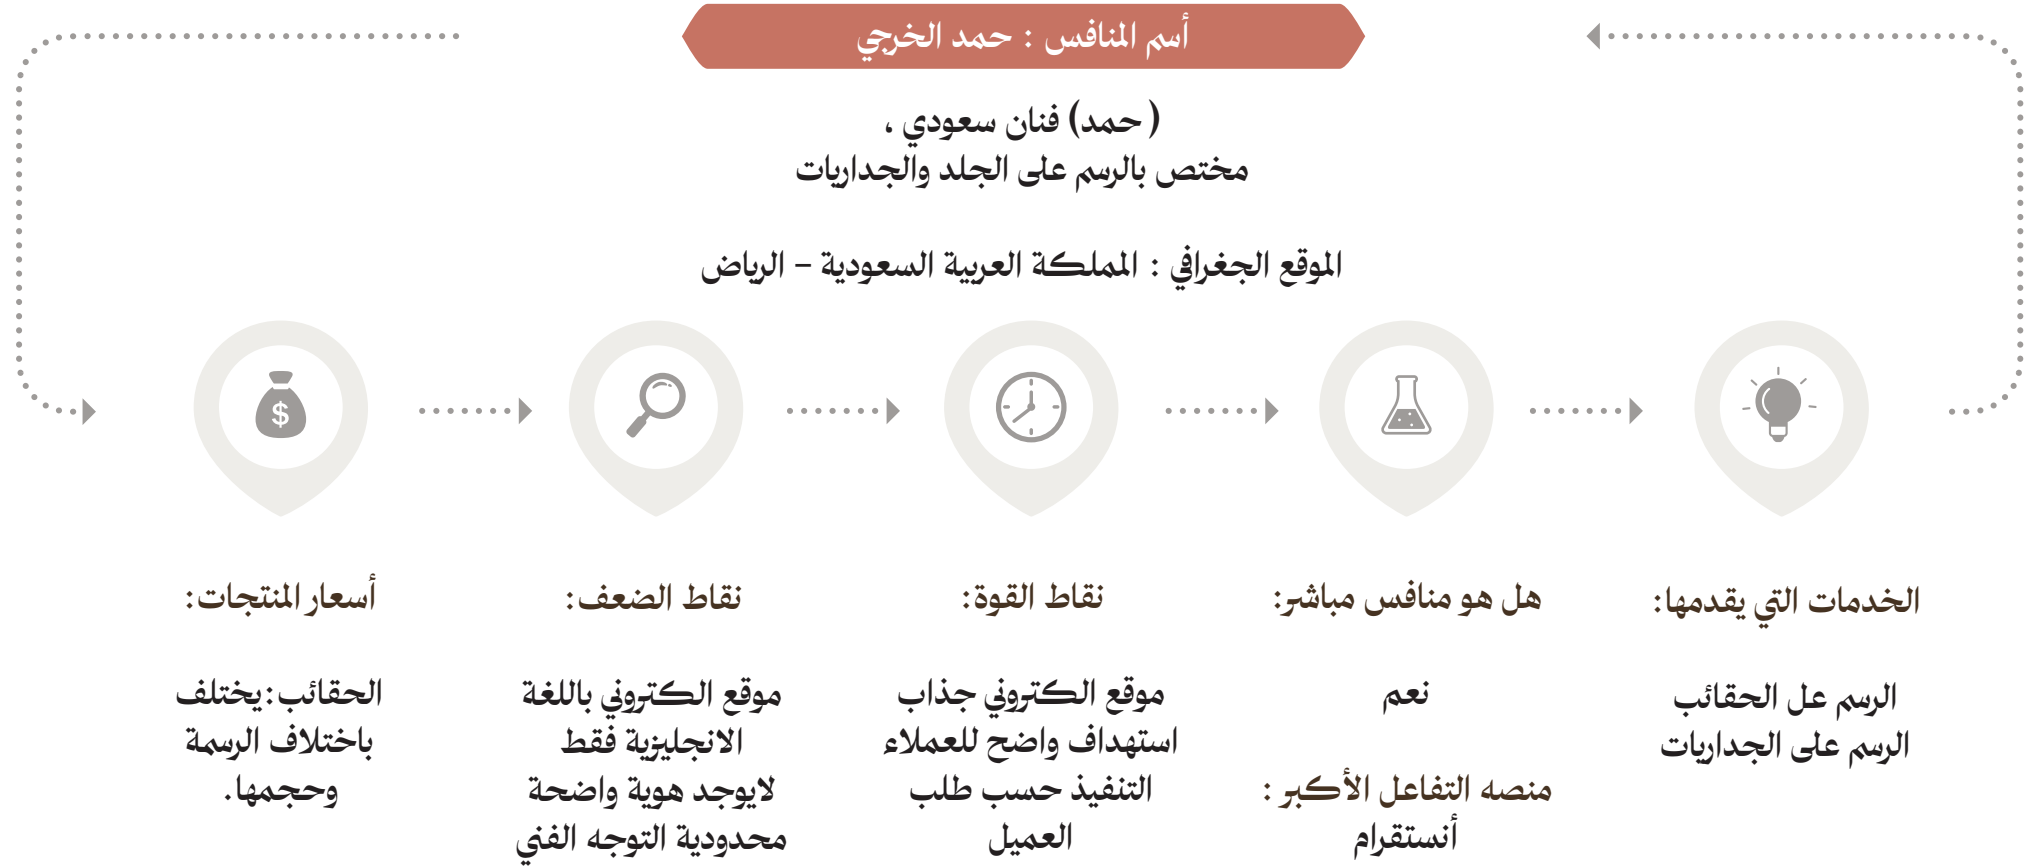 أسم المنافس : حمد الخرجي
(حمد) فنان سعودي ،
مختص بالرسم على الجلد والجداريات
الموقع الجغرافي : المملكة العربية السعودية – الرياض
الخدمات التي يقدمها:
الرسم عل الحقائب
الرسم على الجداريات
هل هو منافس مباشر:
نعم
منصه التفاعل الأكبر :
أنستقرام
نقاط القوة:
موقع الكتروني جذاب
استهداف واضح للعملاء
التنفيذ حسب طلب
العميل
نقاط الضعف:
موقع الكتروني باللغة
الانجليزية فقط
لايوجد هوية واضحة
محدودية التوجه الفني
أسعار المنتجات:
الحقائب:يختلف
باختلاف الرسمة
وحجمها.
$